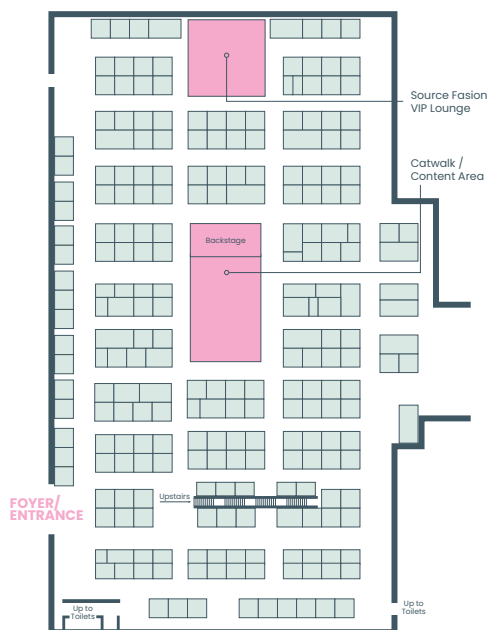 Source Fasion
VIP Lounge
Catwalk /
Content Area
Backstage
Upstairs
FOYER/
ENTRANCE
Up to
Toilets
Up to
Toilets